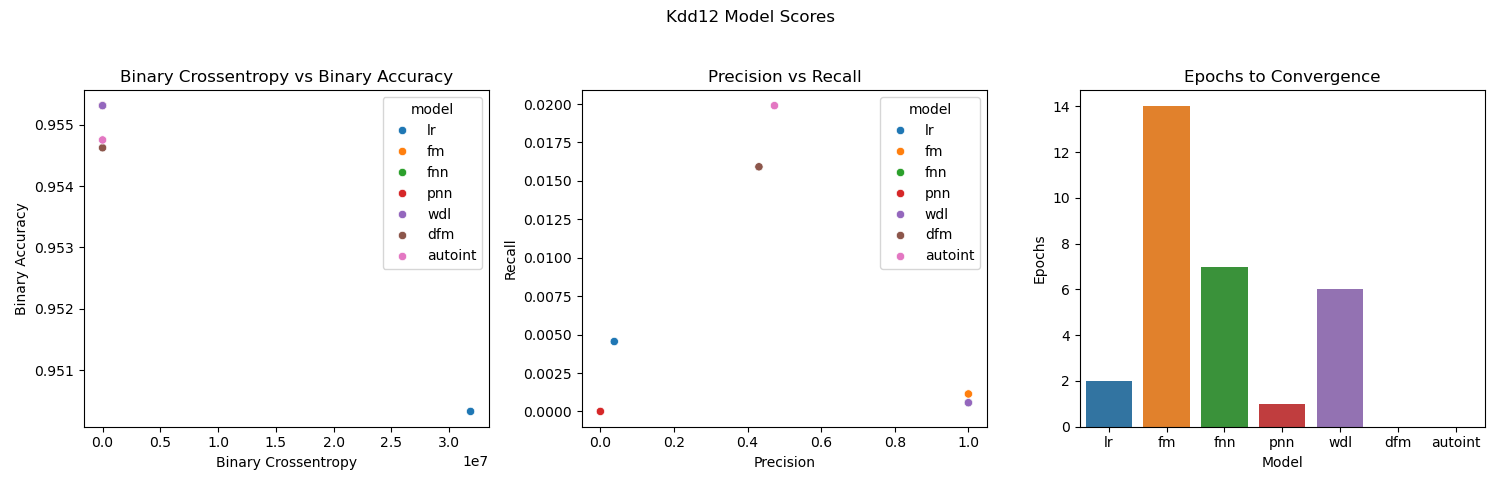 Kdd12 Model Scores
Binary Crossentropy vs Binary Accuracy
0.955
0.954
0.953
0.952
0.951
Binary Accuracy
0.0
0.5
1.0
1.5
2.0
2.5
3.0
1e7
Binary Crossentropy
model
lr
fm
fnn
pnn
wdl
dfm
autoint
Precision vs Recall
0.0200
0.0175
0.0150
0.0125
0.0100
0.0075
0.0050
0.0025
0.0000
Recall
0.0
0.2
0.4
0.6
0.8
1.0
Precision
model
lr
fm
fnn
pnn
wdl
dfm
autoint
Epochs to Convergence
14
12
10
8
6
4
2
0
Epochs
lr
fm
fnn
pnn
wdl
dfm
autoint
Model